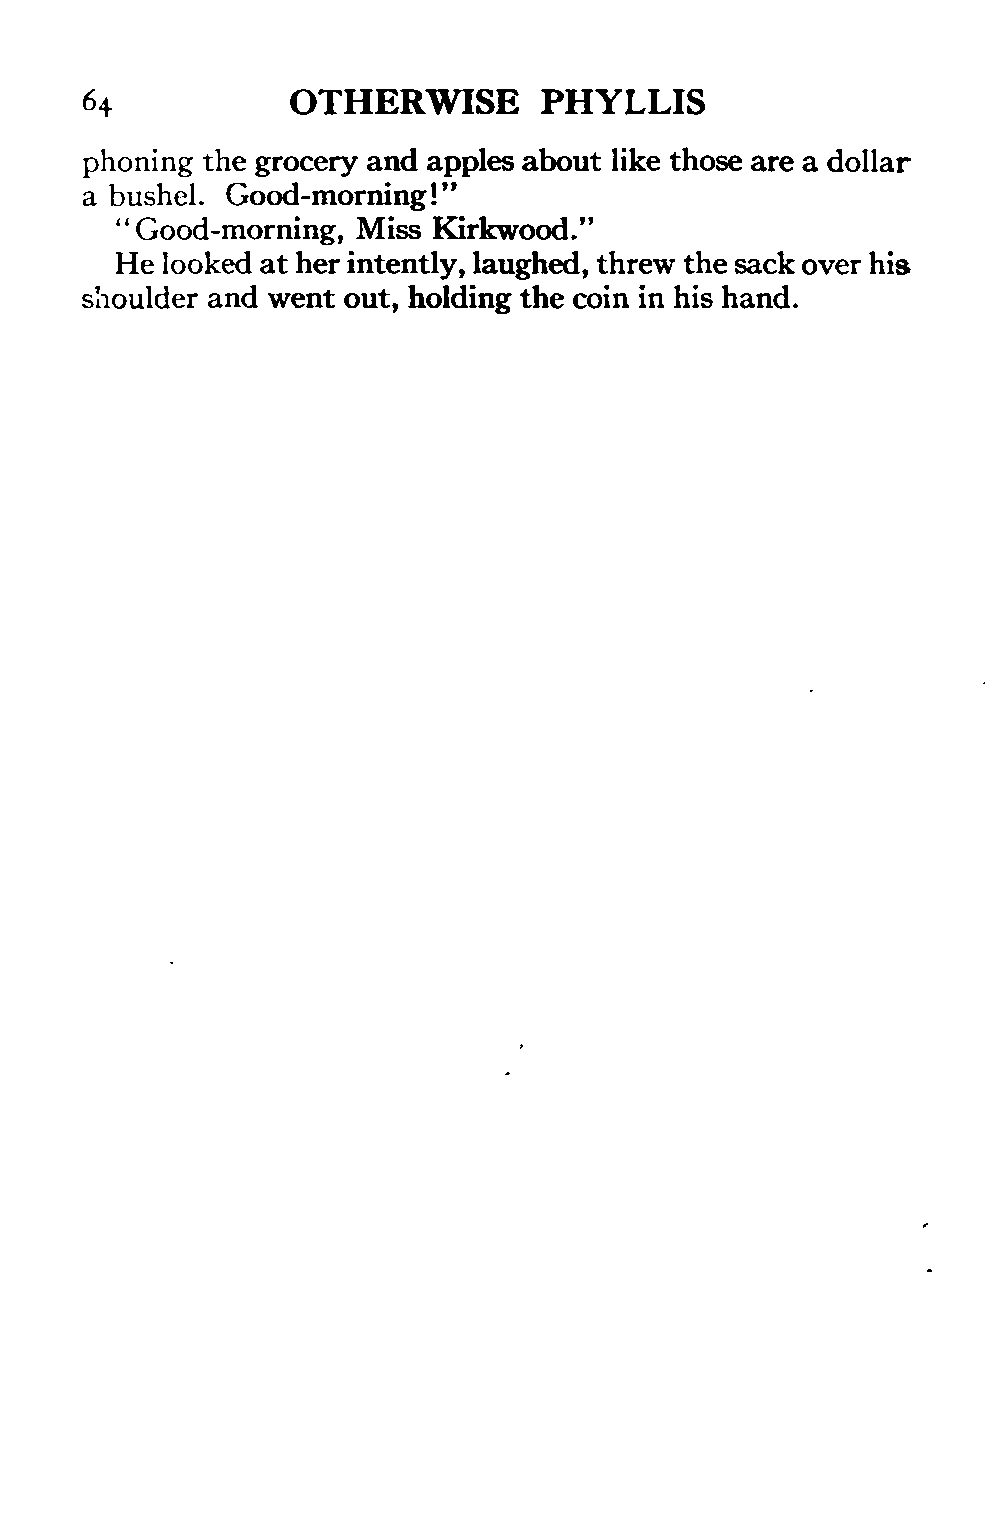 64 OTHERWISE PHYLLIS
phoning the grocery and apples about like those are a dollar
a bushel. Good-morning!"
"Good-morning, Miss Kirkwood."
He looked at her intently, laughed, threw the sack over his
shoulder and went out, holding the coin in his hand.